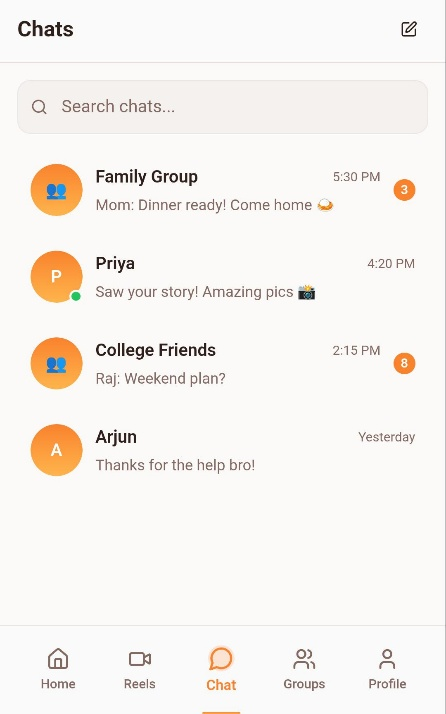 Chats
Search chats...
Family Group 5:30 PM
Mom: Dinner ready! Come home 🍛 3
P Priya 4:20 PM
Saw your story! Amazing pics 📸
College Friends 2:15 PM
Raj: Weekend plan? 8
A Arjun Yesterday
Thanks for the help bro!
Home Reels Chat Groups Profile